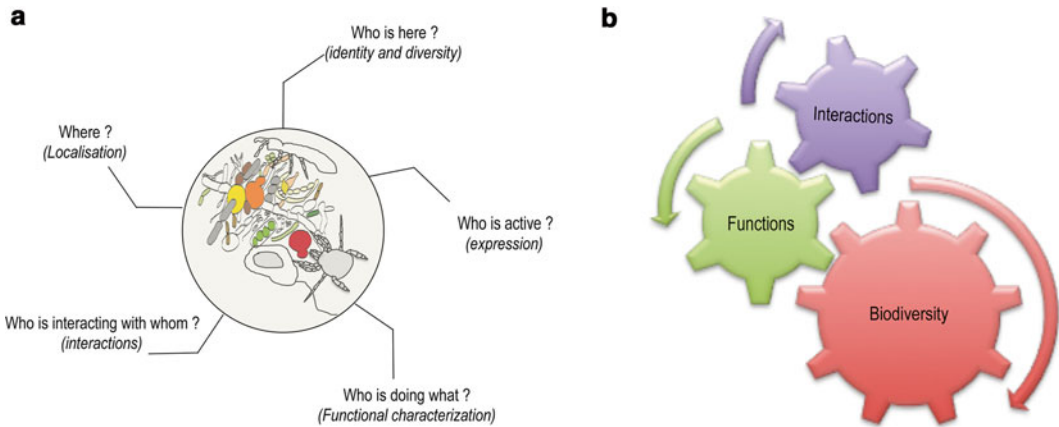 a
Who is here ?
(identity and diversity)
Where ?
(Localisation)
Who is active ?
(expression)
Who is interacting with whom ?
(interactions)
Who is doing what ?
(Functional characterization)
b
Interactions
Functions
Biodiversity